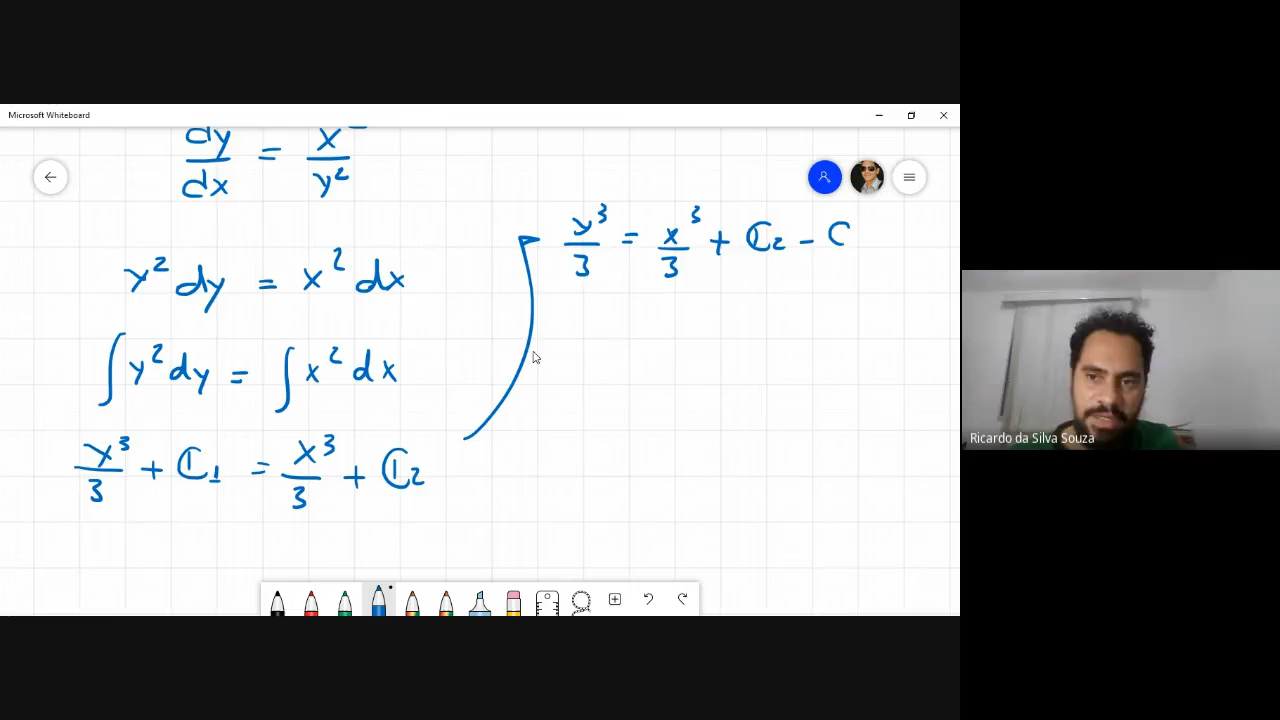 Microsoft Whiteboard
dy/dx = x²/y²
y² dy = x² dx
∫ y² dy = ∫ x² dx
y³/3 + C₁ = x³/3 + C₂
y³/3 = x³/3 + C₂ - C
Ricardo da Silva Souza